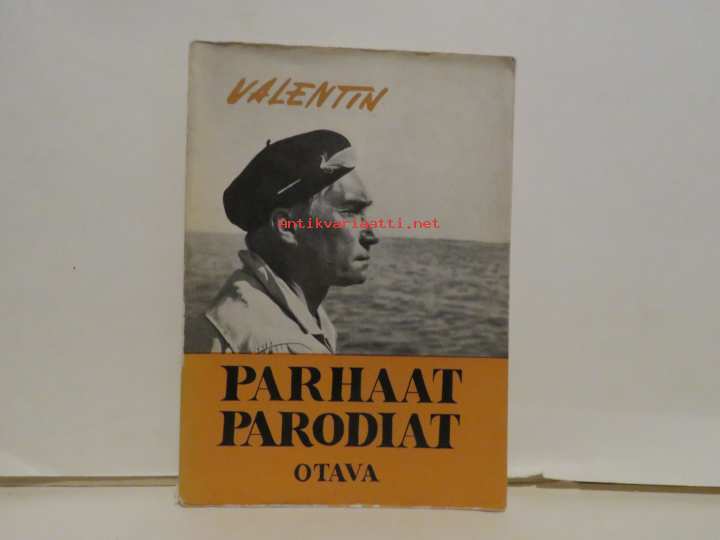 VALENTIN
Antikvariaatti.net
PARHAAT
PARODIAT
OTAVA